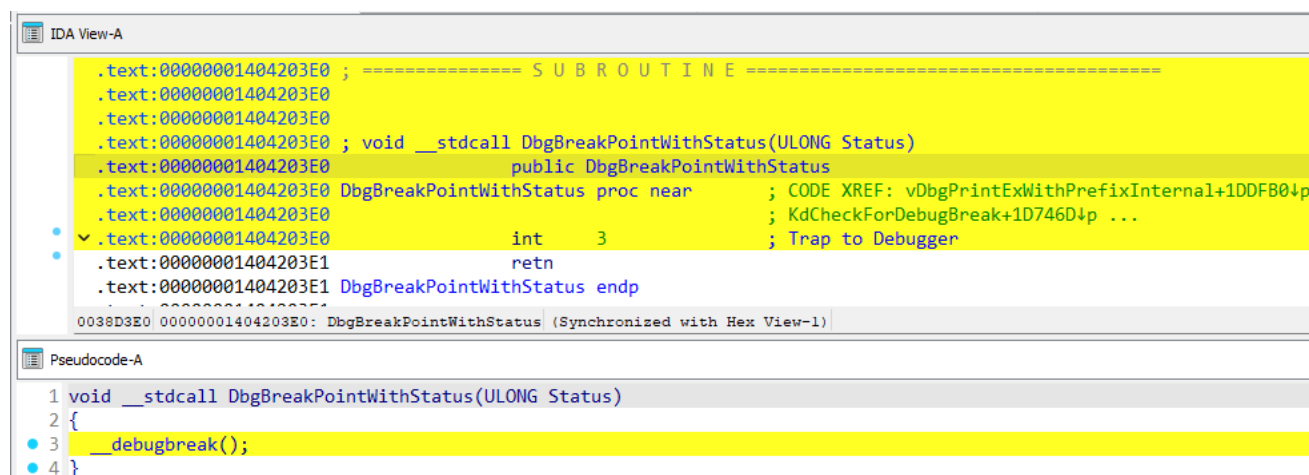 IDA View-A
.text:00000001404203E0 ; =============== S U B R O U T I N E =======================================
.text:00000001404203E0
.text:00000001404203E0
.text:00000001404203E0 ; void __stdcall DbgBreakPointWithStatus(ULONG Status)
.text:00000001404203E0 public DbgBreakPointWithStatus
.text:00000001404203E0 DbgBreakPointWithStatus proc near ; CODE XREF: vDbgPrintExWithPrefixInternal+1DDFB0↓p
.text:00000001404203E0 ; KdCheckForDebugBreak+1D746D↓p ...
.text:00000001404203E0 int 3 ; Trap to Debugger
.text:00000001404203E1 retn
.text:00000001404203E1 DbgBreakPointWithStatus endp
0038D3E0 00000001404203E0: DbgBreakPointWithStatus (Synchronized with Hex View-1)
Pseudocode-A
1 void __stdcall DbgBreakPointWithStatus(ULONG Status)
2 {
3 __debugbreak();
4 }